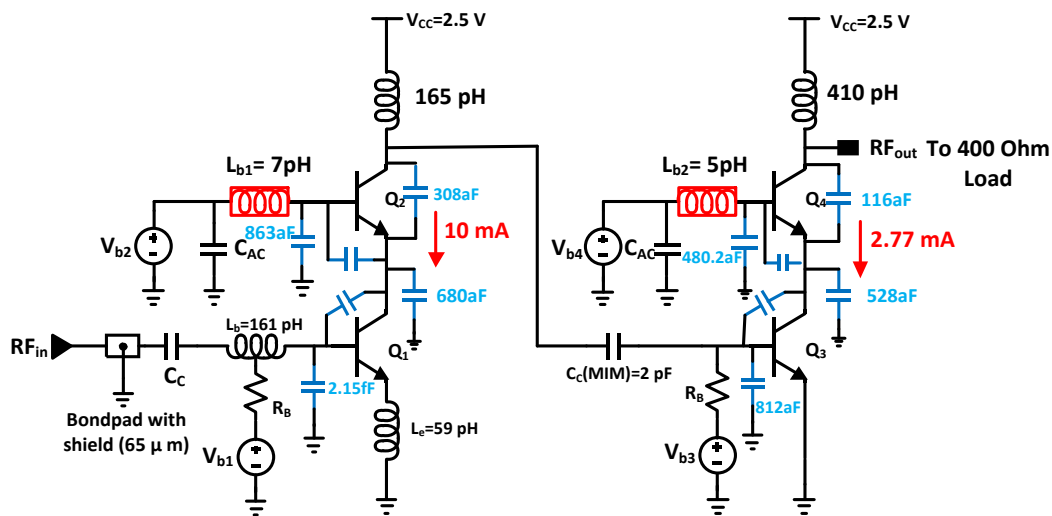 V_CC=2.5 V
165 pH
L_b1= 7pH
Q_2
308aF
863aF
10 mA
V_b2
C_AC
680aF
RF_in
C_C
L_b=161 pH
Q_1
R_B
2.15fF
Bondpad with
shield (65 μ m)
V_b1
L_e=59 pH
V_CC=2.5 V
410 pH
RF_out To 400 Ohm
Load
L_b2= 5pH
Q_4
116aF
V_b4
C_AC
480.2aF
2.77 mA
528aF
Q_3
C_C(MIM)=2 pF
R_B
812aF
V_b3